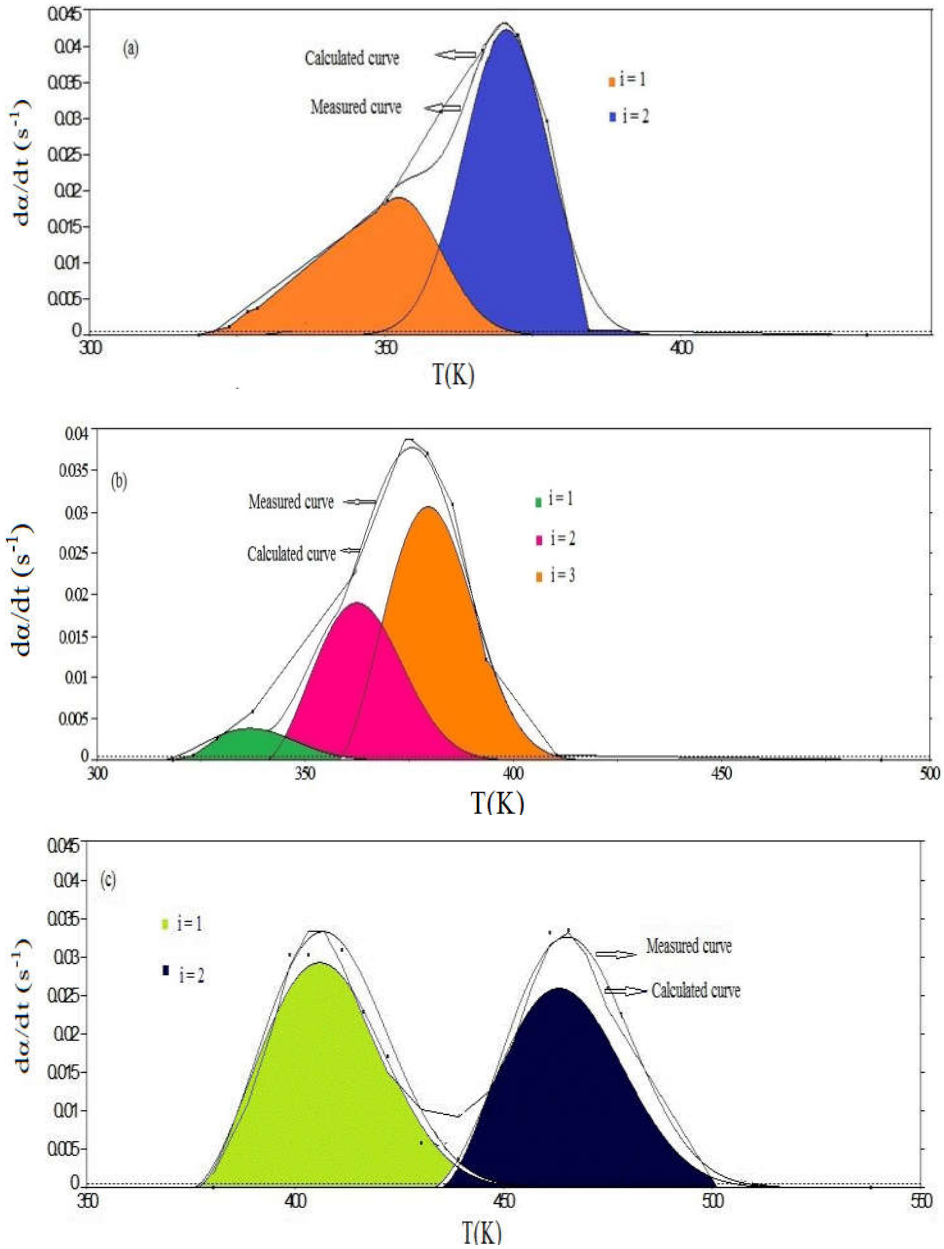 (a)
dα/dt (s⁻¹)
0.045
0.04
0.035
0.03
0.025
0.02
0.015
0.01
0.005
0
Calculated curve
Measured curve
i = 1
i = 2
300
350
400
T(K)
(b)
dα/dt (s⁻¹)
0.04
0.035
0.03
0.025
0.02
0.015
0.01
0.005
0
Measured curve
Calculated curve
i = 1
i = 2
i = 3
300
350
400
450
500
T(K)
(c)
dα/dt (s⁻¹)
0.045
0.04
0.035
0.03
0.025
0.02
0.015
0.01
0.005
0
i = 1
i = 2
Measured curve
Calculated curve
350
400
450
500
550
T(K)